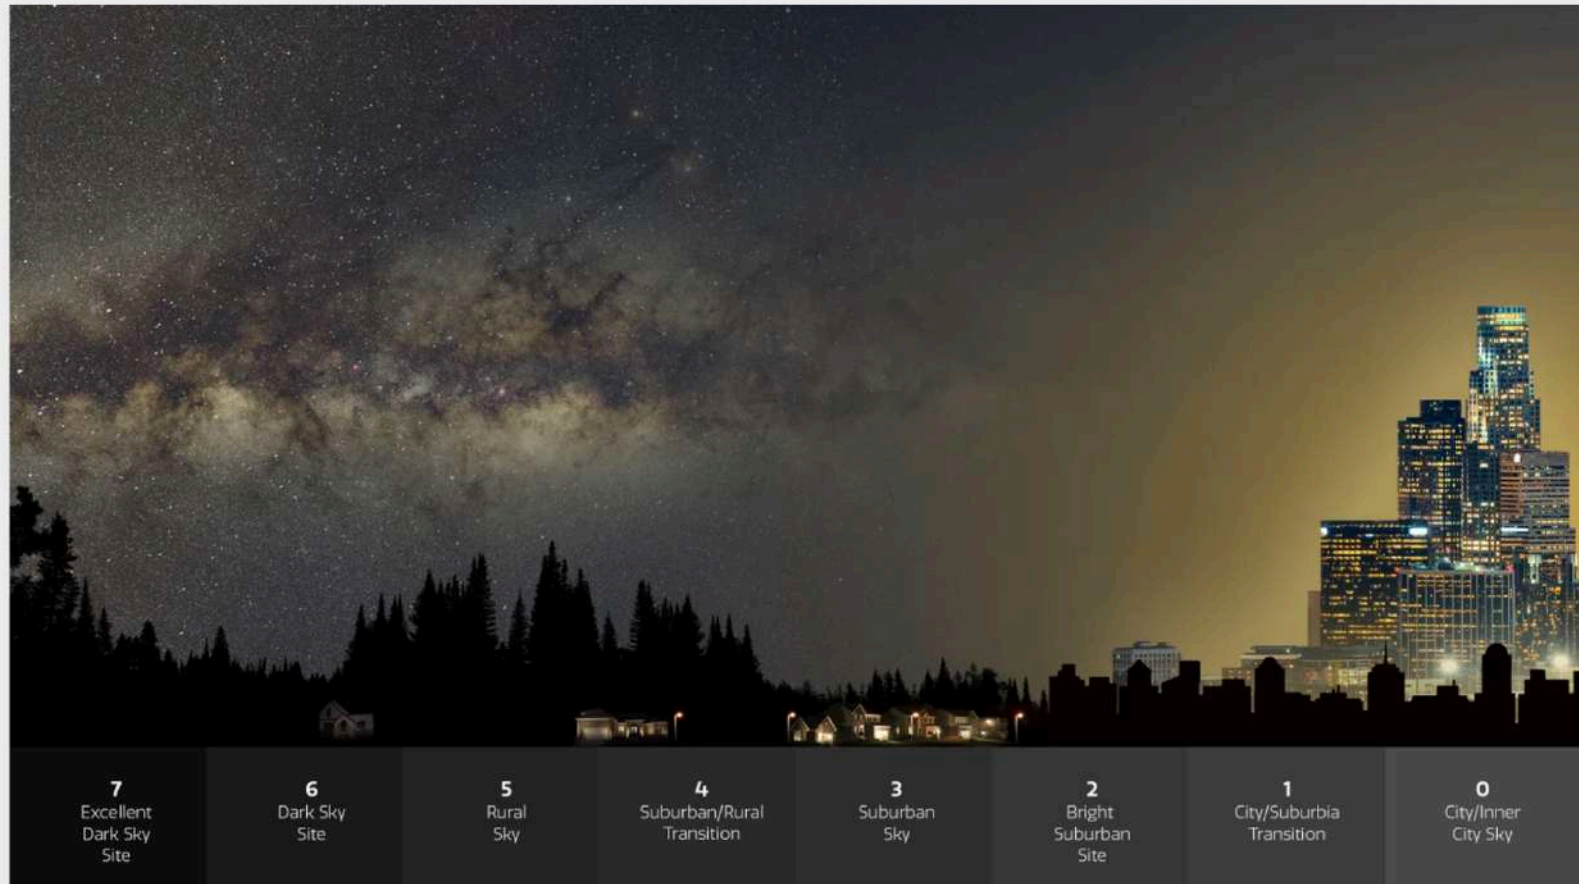 7
Excellent
Dark Sky
Site
6
Dark Sky
Site
5
Rural
Sky
4
Suburban/Rural
Transition
3
Suburban
Sky
2
Bright
Suburban
Site
1
City/Suburbia
Transition
0
City/Inner
City Sky